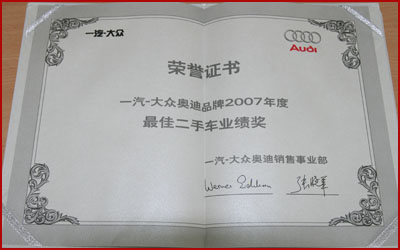 一汽-大众
Audi
荣誉证书
一汽-大众奥迪品牌2007年度
最佳二手车业绩奖
一汽-大众奥迪销售事业部